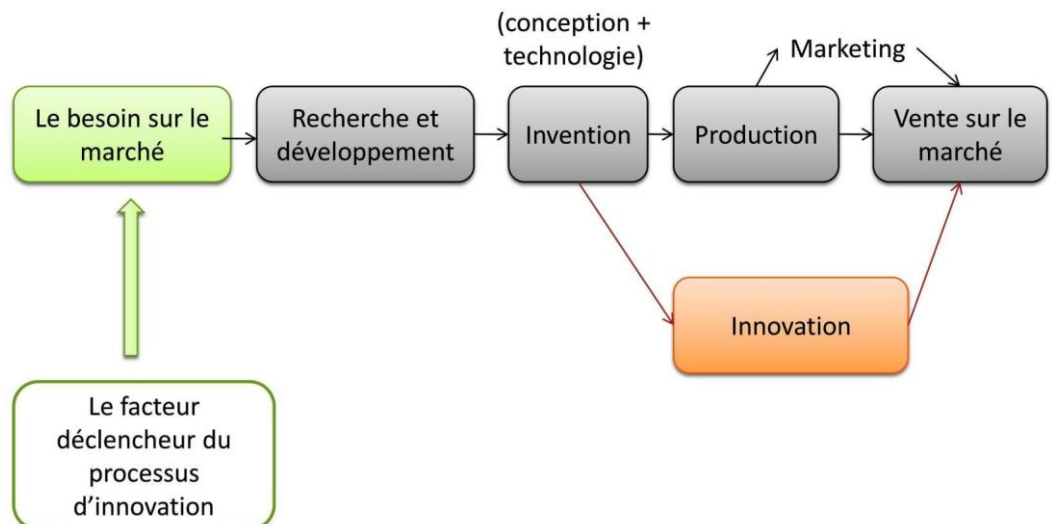 (conception +
technologie)
Marketing
Le besoin sur le
marché
Recherche et
développement
Invention
Production
Vente sur le
marché
Innovation
Le facteur
déclencheur du
processus
d’innovation